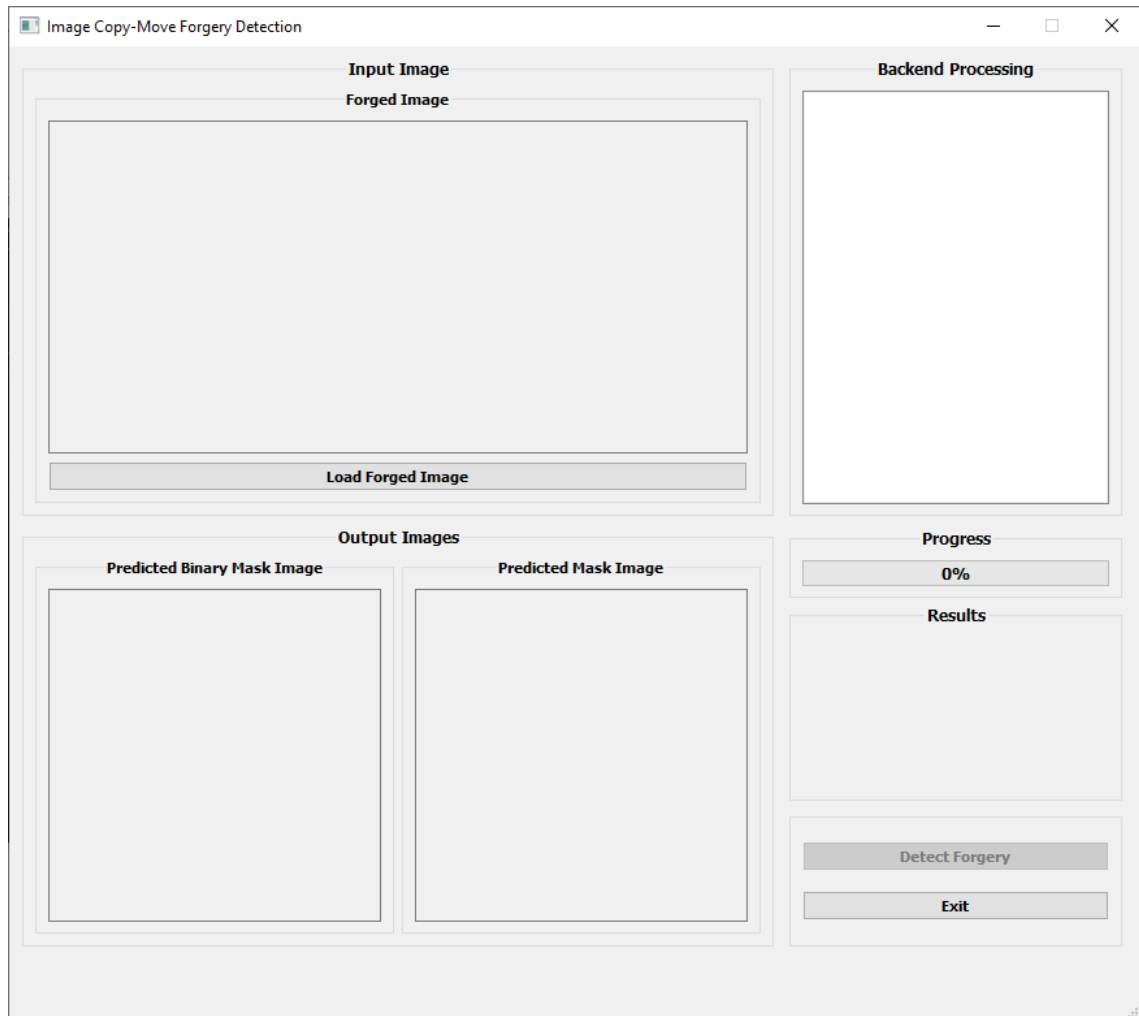 Image Copy-Move Forgery Detection
Input Image
Forged Image
Load Forged Image
Backend Processing
Output Images
Predicted Binary Mask Image
Predicted Mask Image
Progress
0%
Results
Detect Forgery
Exit